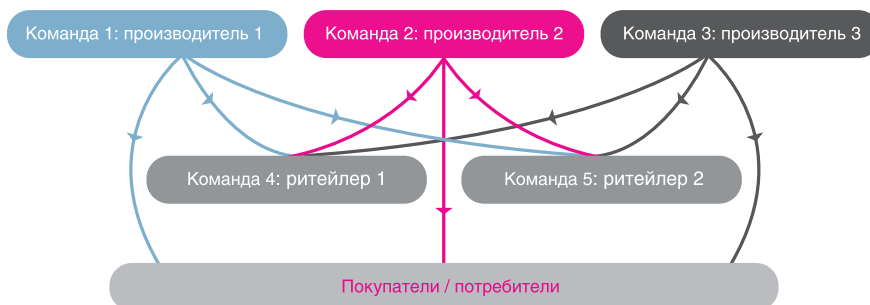 Команда 1: производитель 1
Команда 2: производитель 2
Команда 3: производитель 3
Команда 4: ритейлер 1
Команда 5: ритейлер 2
Покупатели / потребители